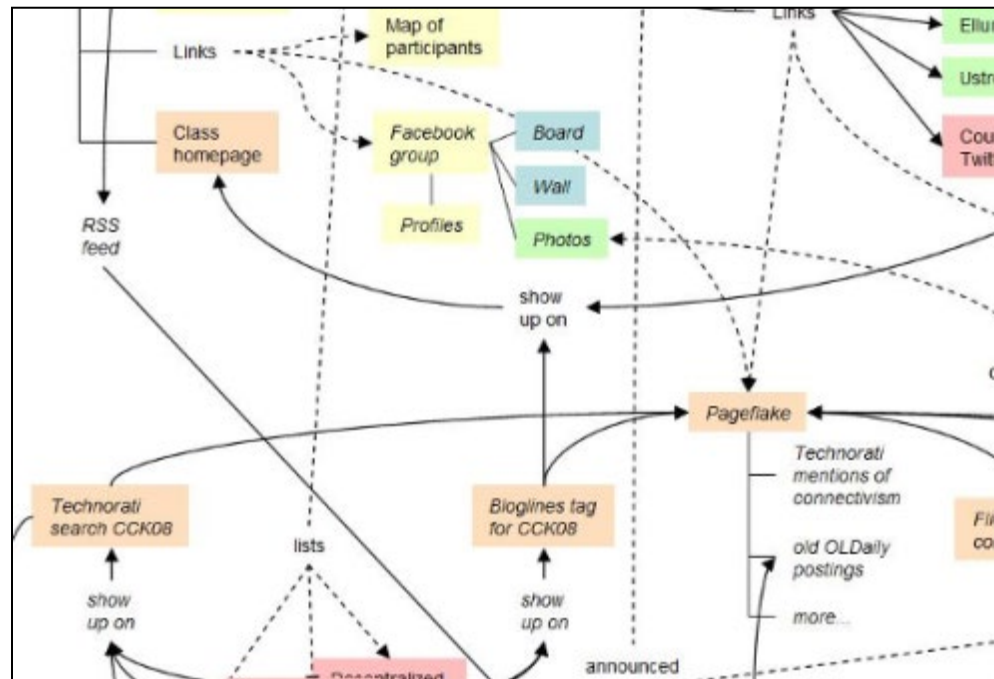 Map of
participants
Links
Links
Class
homepage
Facebook
group
Board
Wall
Profiles
Photos
RSS
feed
show
up on
Pageflake
Technorati
mentions of
connectivism
old OLDaily
postings
more...
Technorati
search CCK08
Bloglines tag
for CCK08
lists
show
up on
show
up on
announced
Decentralized